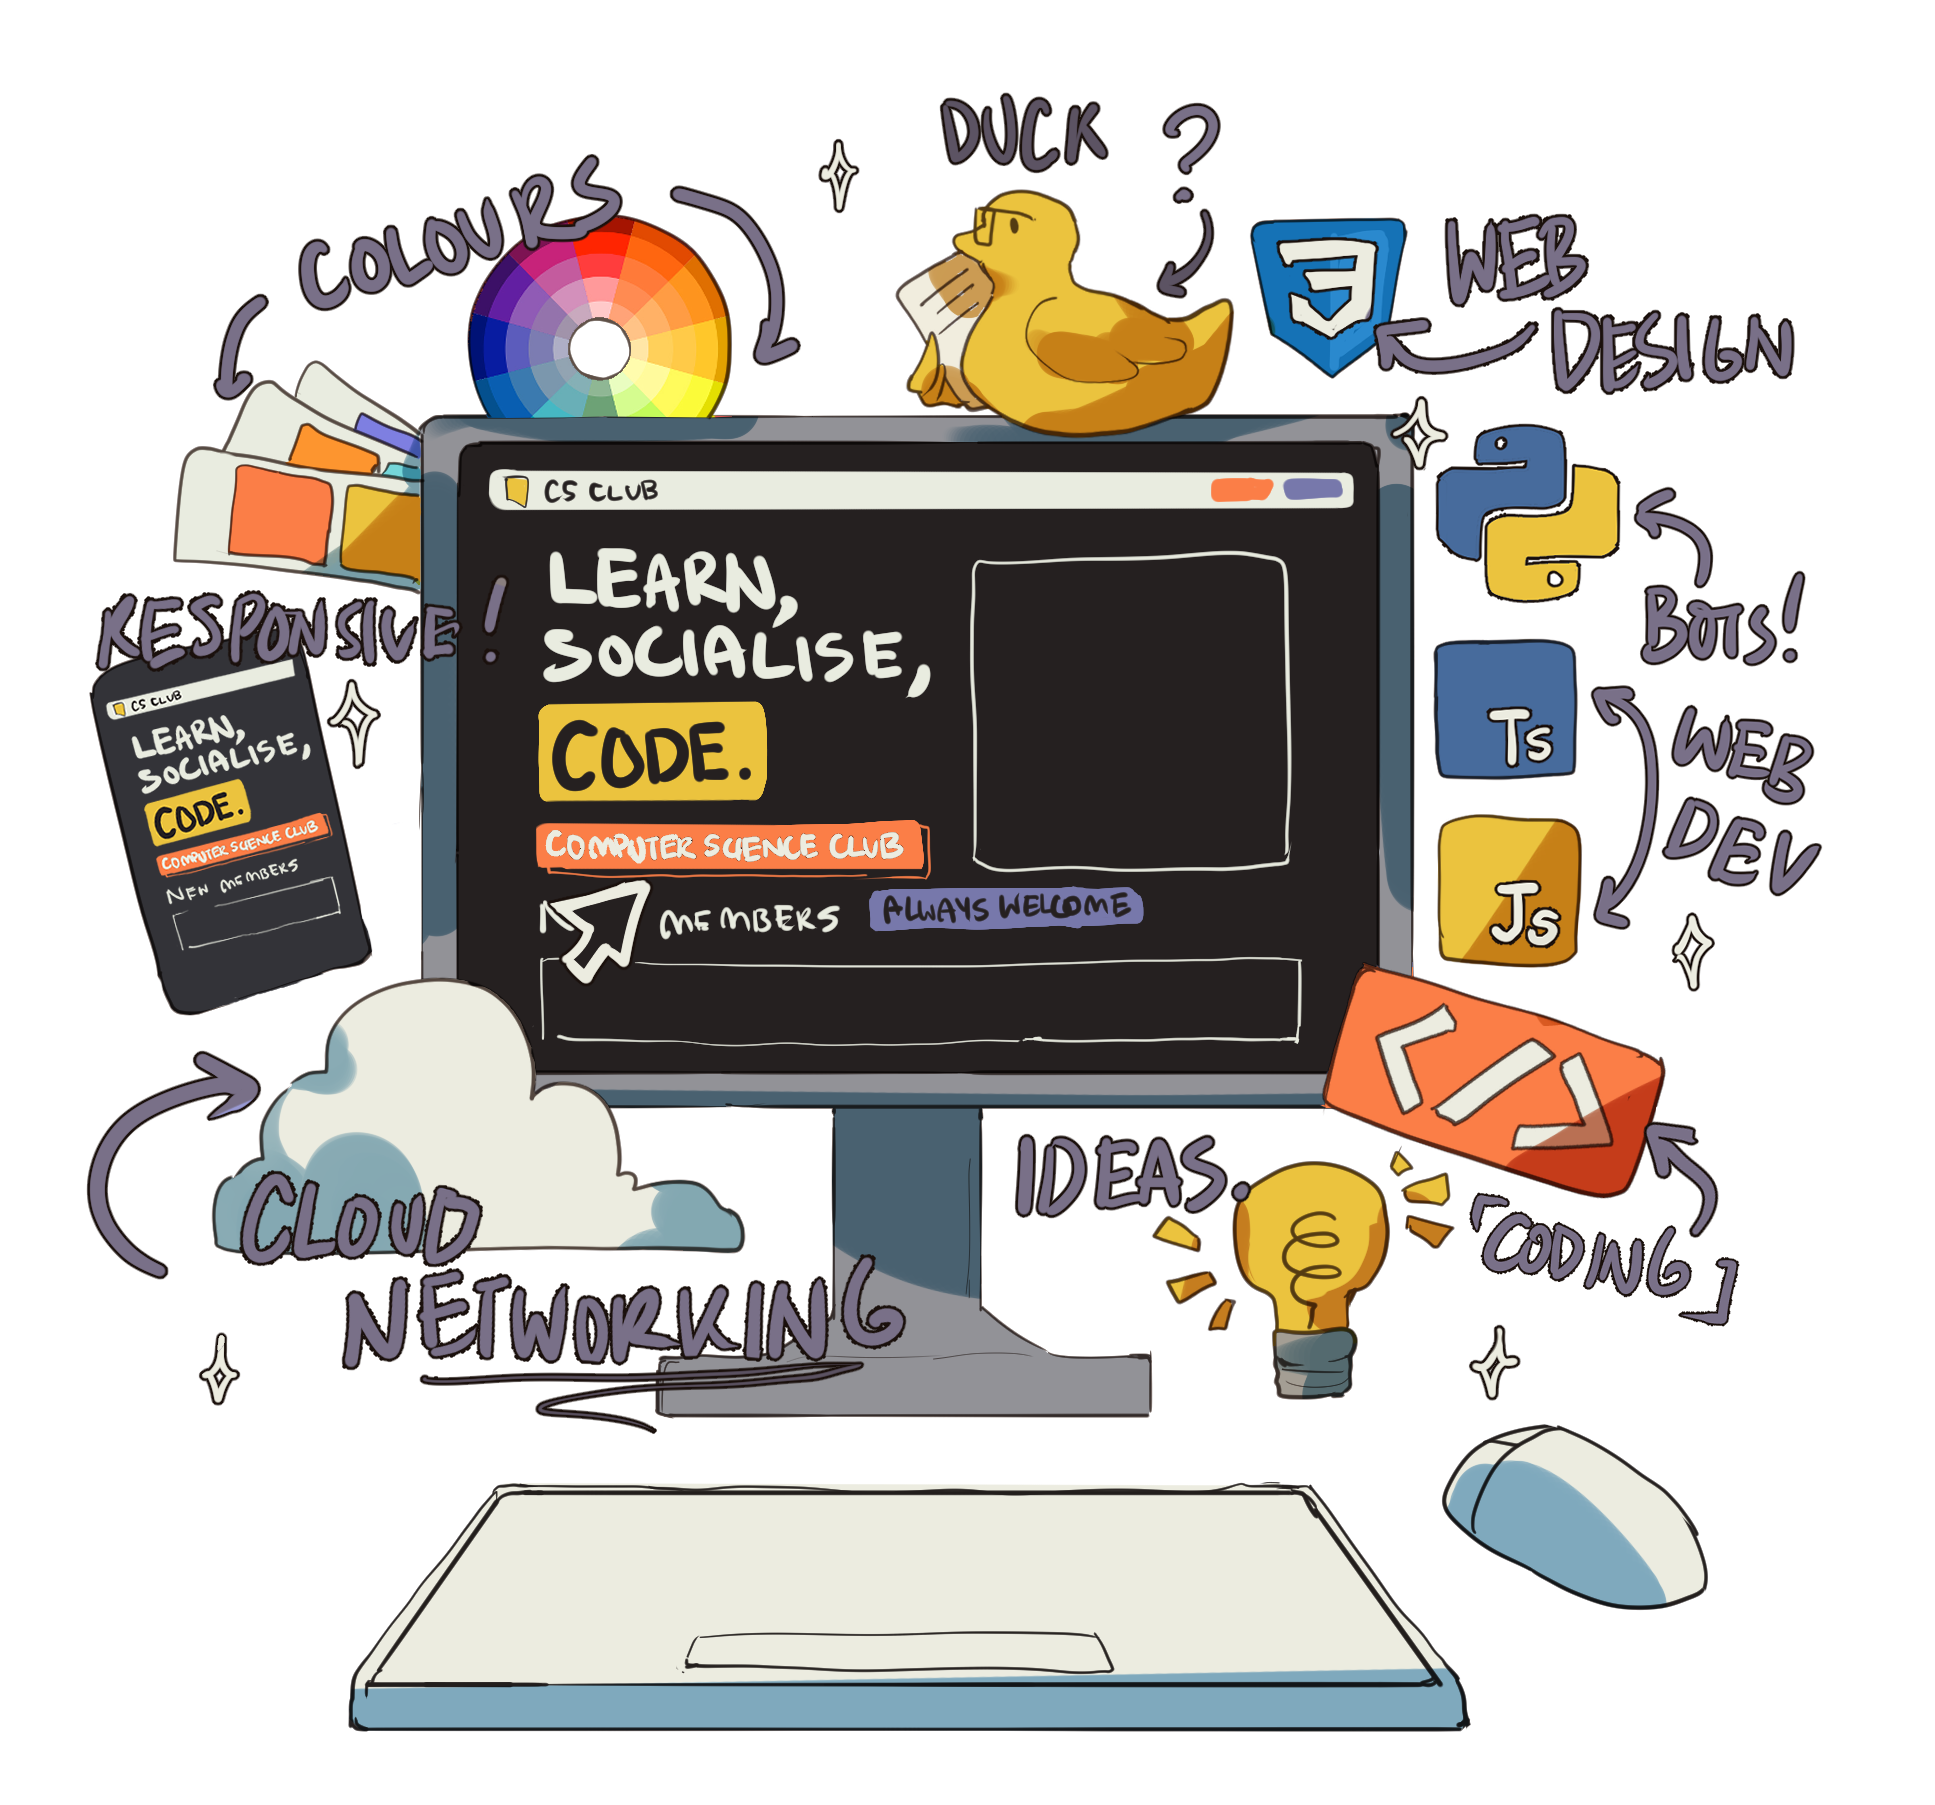 DUCK ?
COLOURS
WEB
DESIGN
CS CLUB
LEARN,
SOCIALISE,
CODE.
COMPUTER SCIENCE CLUB
MEMBERS
ALWAYS WELCOME
RESPONSIVE!
CS CLUB
LEARN,
SOCIALISE,
CODE.
COMPUTER SCIENCE CLUB
NEW MEMBERS
3
BOTS!
Ts
WEB
DEV
Js
</>
「CODING」
IDEAS.
CLOUD
NETWORKING